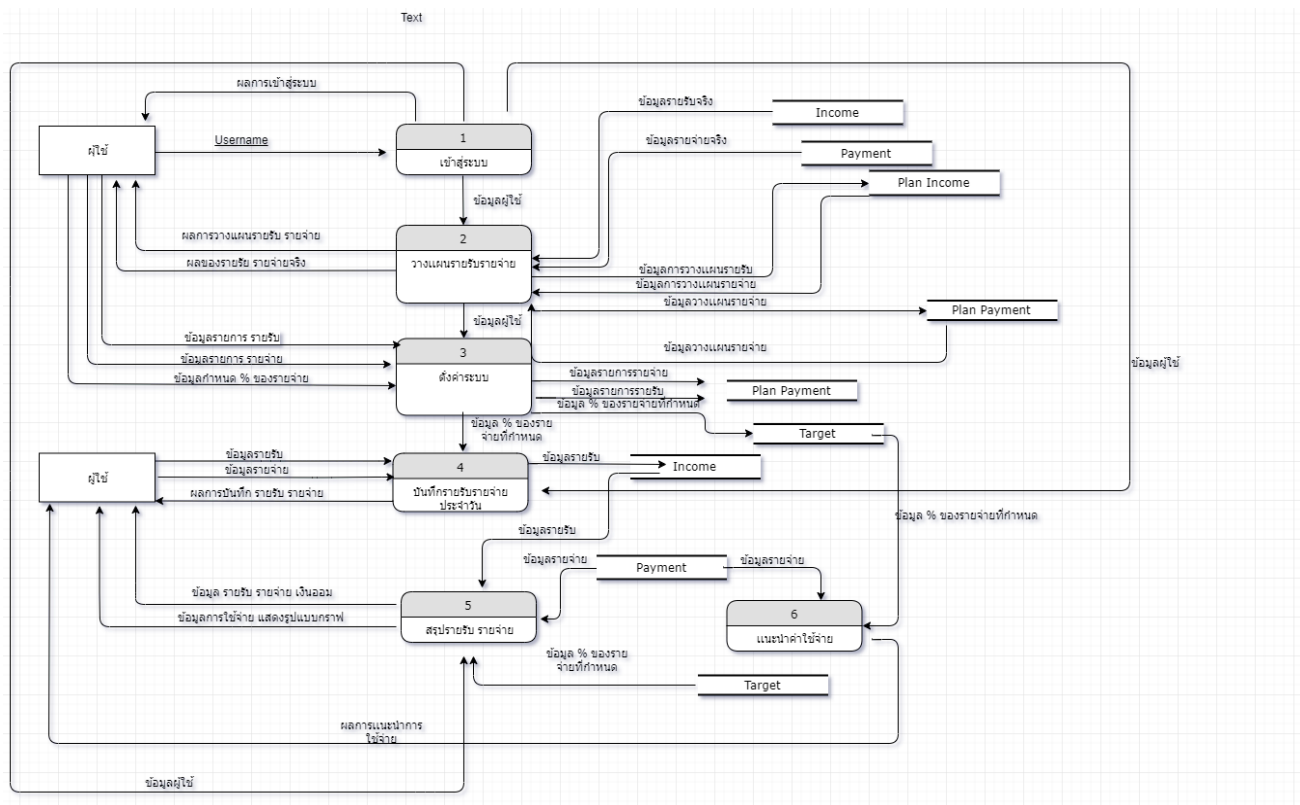 Text
ผลการเข้าสู่ระบบ
ข้อมูลรายรับจริง
Income
ผู้ใช้
Username
1
เข้าสู่ระบบ
ข้อมูลรายจ่ายจริง
Payment
Plan Income
ข้อมูลผู้ใช้
ผลการวางแผนรายรับ รายจ่าย
2
วางแผนรายรับรายจ่าย
ผลของรายรัย รายจ่ายจริง
ข้อมูลการวางแผนรายรับ
ข้อมูลการวางแผนรายจ่าย
ข้อมูลวางแผนรายจ่าย
Plan Payment
ข้อมูลผู้ใช้
ข้อมูลรายการ รายรับ
ข้อมูลรายการ รายจ่าย
ข้อมูลกำหนด % ของรายจ่าย
3
ตั้งค่าระบบ
ข้อมูลวางแผนรายจ่าย
ข้อมูลผู้ใช้
ข้อมูลรายการรายจ่าย
ข้อมูลรายการรายรับ
Plan Payment
ข้อมูล % ของรายจ่ายที่กำหนด
ข้อมูล % ของราย
จ่ายที่กำหนด
Target
ผู้ใช้
ข้อมูลรายรับ
ข้อมูลรายจ่าย
ผลการบันทึก รายรับ รายจ่าย
4
บันทึกรายรับรายจ่าย
ประจำวัน
ข้อมูลรายรับ
Income
ข้อมูล % ของรายจ่ายที่กำหนด
ข้อมูลรายรับ
ข้อมูลรายจ่าย
Payment
ข้อมูลรายจ่าย
ข้อมูล รายรับ รายจ่าย เงินออม
ข้อมูลการใช้จ่าย แสดงรูปแบบกราฟ
5
สรุปรายรับ รายจ่าย
6
แนะนำค่าใช้จ่าย
ข้อมูล % ของราย
จ่ายที่กำหนด
Target
ผลการแนะนำการ
ใช้จ่าย
ข้อมูลผู้ใช้